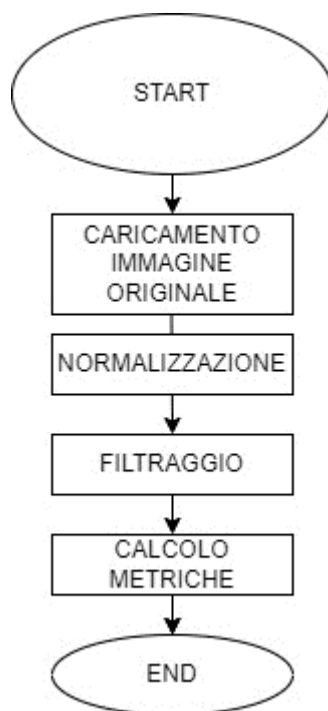 START
CARICAMENTO
IMMAGINE
ORIGINALE
NORMALIZZAZIONE
FILTRAGGIO
CALCOLO
METRICHE
END